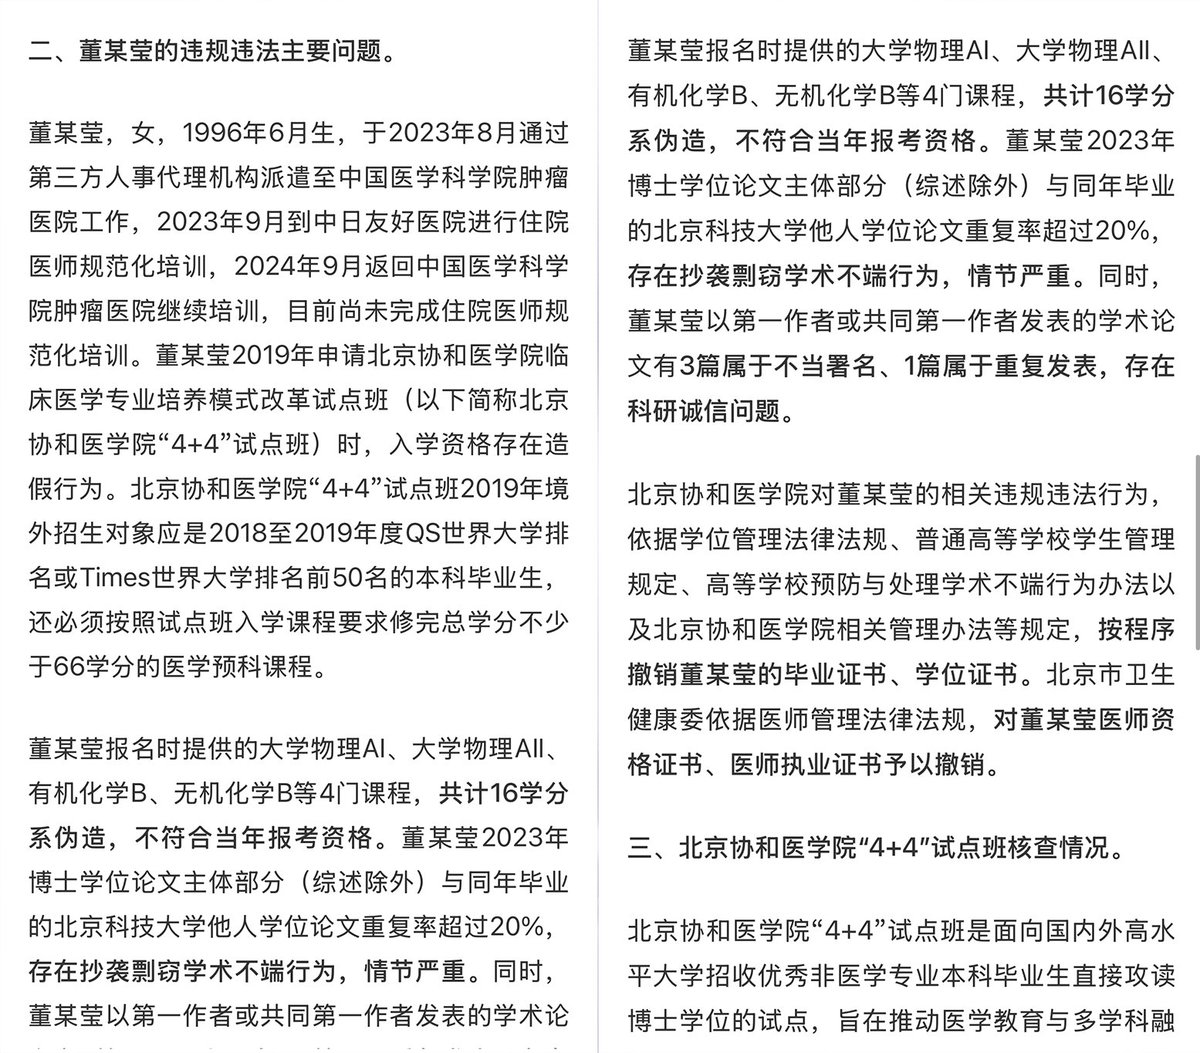 二、董某莹的违规违法主要问题。
董某莹，女，1996年6月生，于2023年8月通过
第三方人事代理机构派遣至中国医学科学院肿瘤
医院工作，2023年9月到中日友好医院进行住院
医师规范化培训，2024年9月返回中国医学科学
院肿瘤医院继续培训，目前尚未完成住院医师规
范化培训。董某莹2019年申请北京协和医学院临
床医学专业培养模式改革试点班（以下简称北京
协和医学院“4+4”试点班）时，入学资格存在造
假行为。北京协和医学院“4+4”试点班2019年境
外招生对象应是2018至2019年度QS世界大学排
名或Times世界大学排名前50名的本科毕业生，
还必须按照试点班入学课程要求修完总学分不少
于66学分的医学预科课程。
董某莹报名时提供的大学物理AI、大学物理AII、
有机化学B、无机化学B等4门课程，共计16学分
系伪造，不符合当年报考资格。董某莹2023年
博士学位论文主体部分（综述除外）与同年毕业
的北京科技大学他人学位论文重复率超过20%，
存在抄袭剽窃学术不端行为，情节严重。同时，
董某莹以第一作者或共同第一作者发表的学术论
董某莹报名时提供的大学物理AI、大学物理AII、
有机化学B、无机化学B等4门课程，共计16学分
系伪造，不符合当年报考资格。董某莹2023年
博士学位论文主体部分（综述除外）与同年毕业
的北京科技大学他人学位论文重复率超过20%，
存在抄袭剽窃学术不端行为，情节严重。同时，
董某莹以第一作者或共同第一作者发表的学术论
文有3篇属于不当署名、1篇属于重复发表，存在
科研诚信问题。
北京协和医学院对董某莹的相关违规违法行为，
依据学位管理法律法规、普通高等学校学生管理
规定、高等学校预防与处理学术不端行为办法以
及北京协和医学院相关管理办法等规定，按程序
撤销董某莹的毕业证书、学位证书。北京市卫生
健康委依据医师管理法律法规，对董某莹医师资
格证书、医师执业证书予以撤销。
三、北京协和医学院“4+4”试点班核查情况。
北京协和医学院“4+4”试点班是面向国内外高水
平大学招收优秀非医学专业本科毕业生直接攻读
博士学位的试点，旨在推动医学教育与多学科融